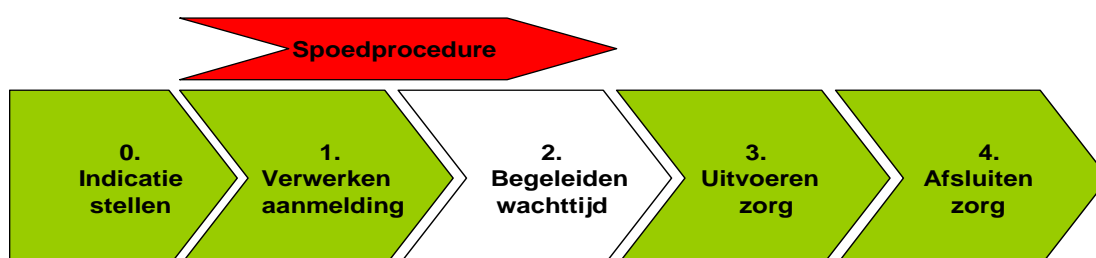 Spoedprocedure
0.
Indicatie
stellen
1.
Verwerken
aanmelding
2.
Begeleiden
wachttijd
3.
Uitvoeren
zorg
4.
Afsluiten
zorg